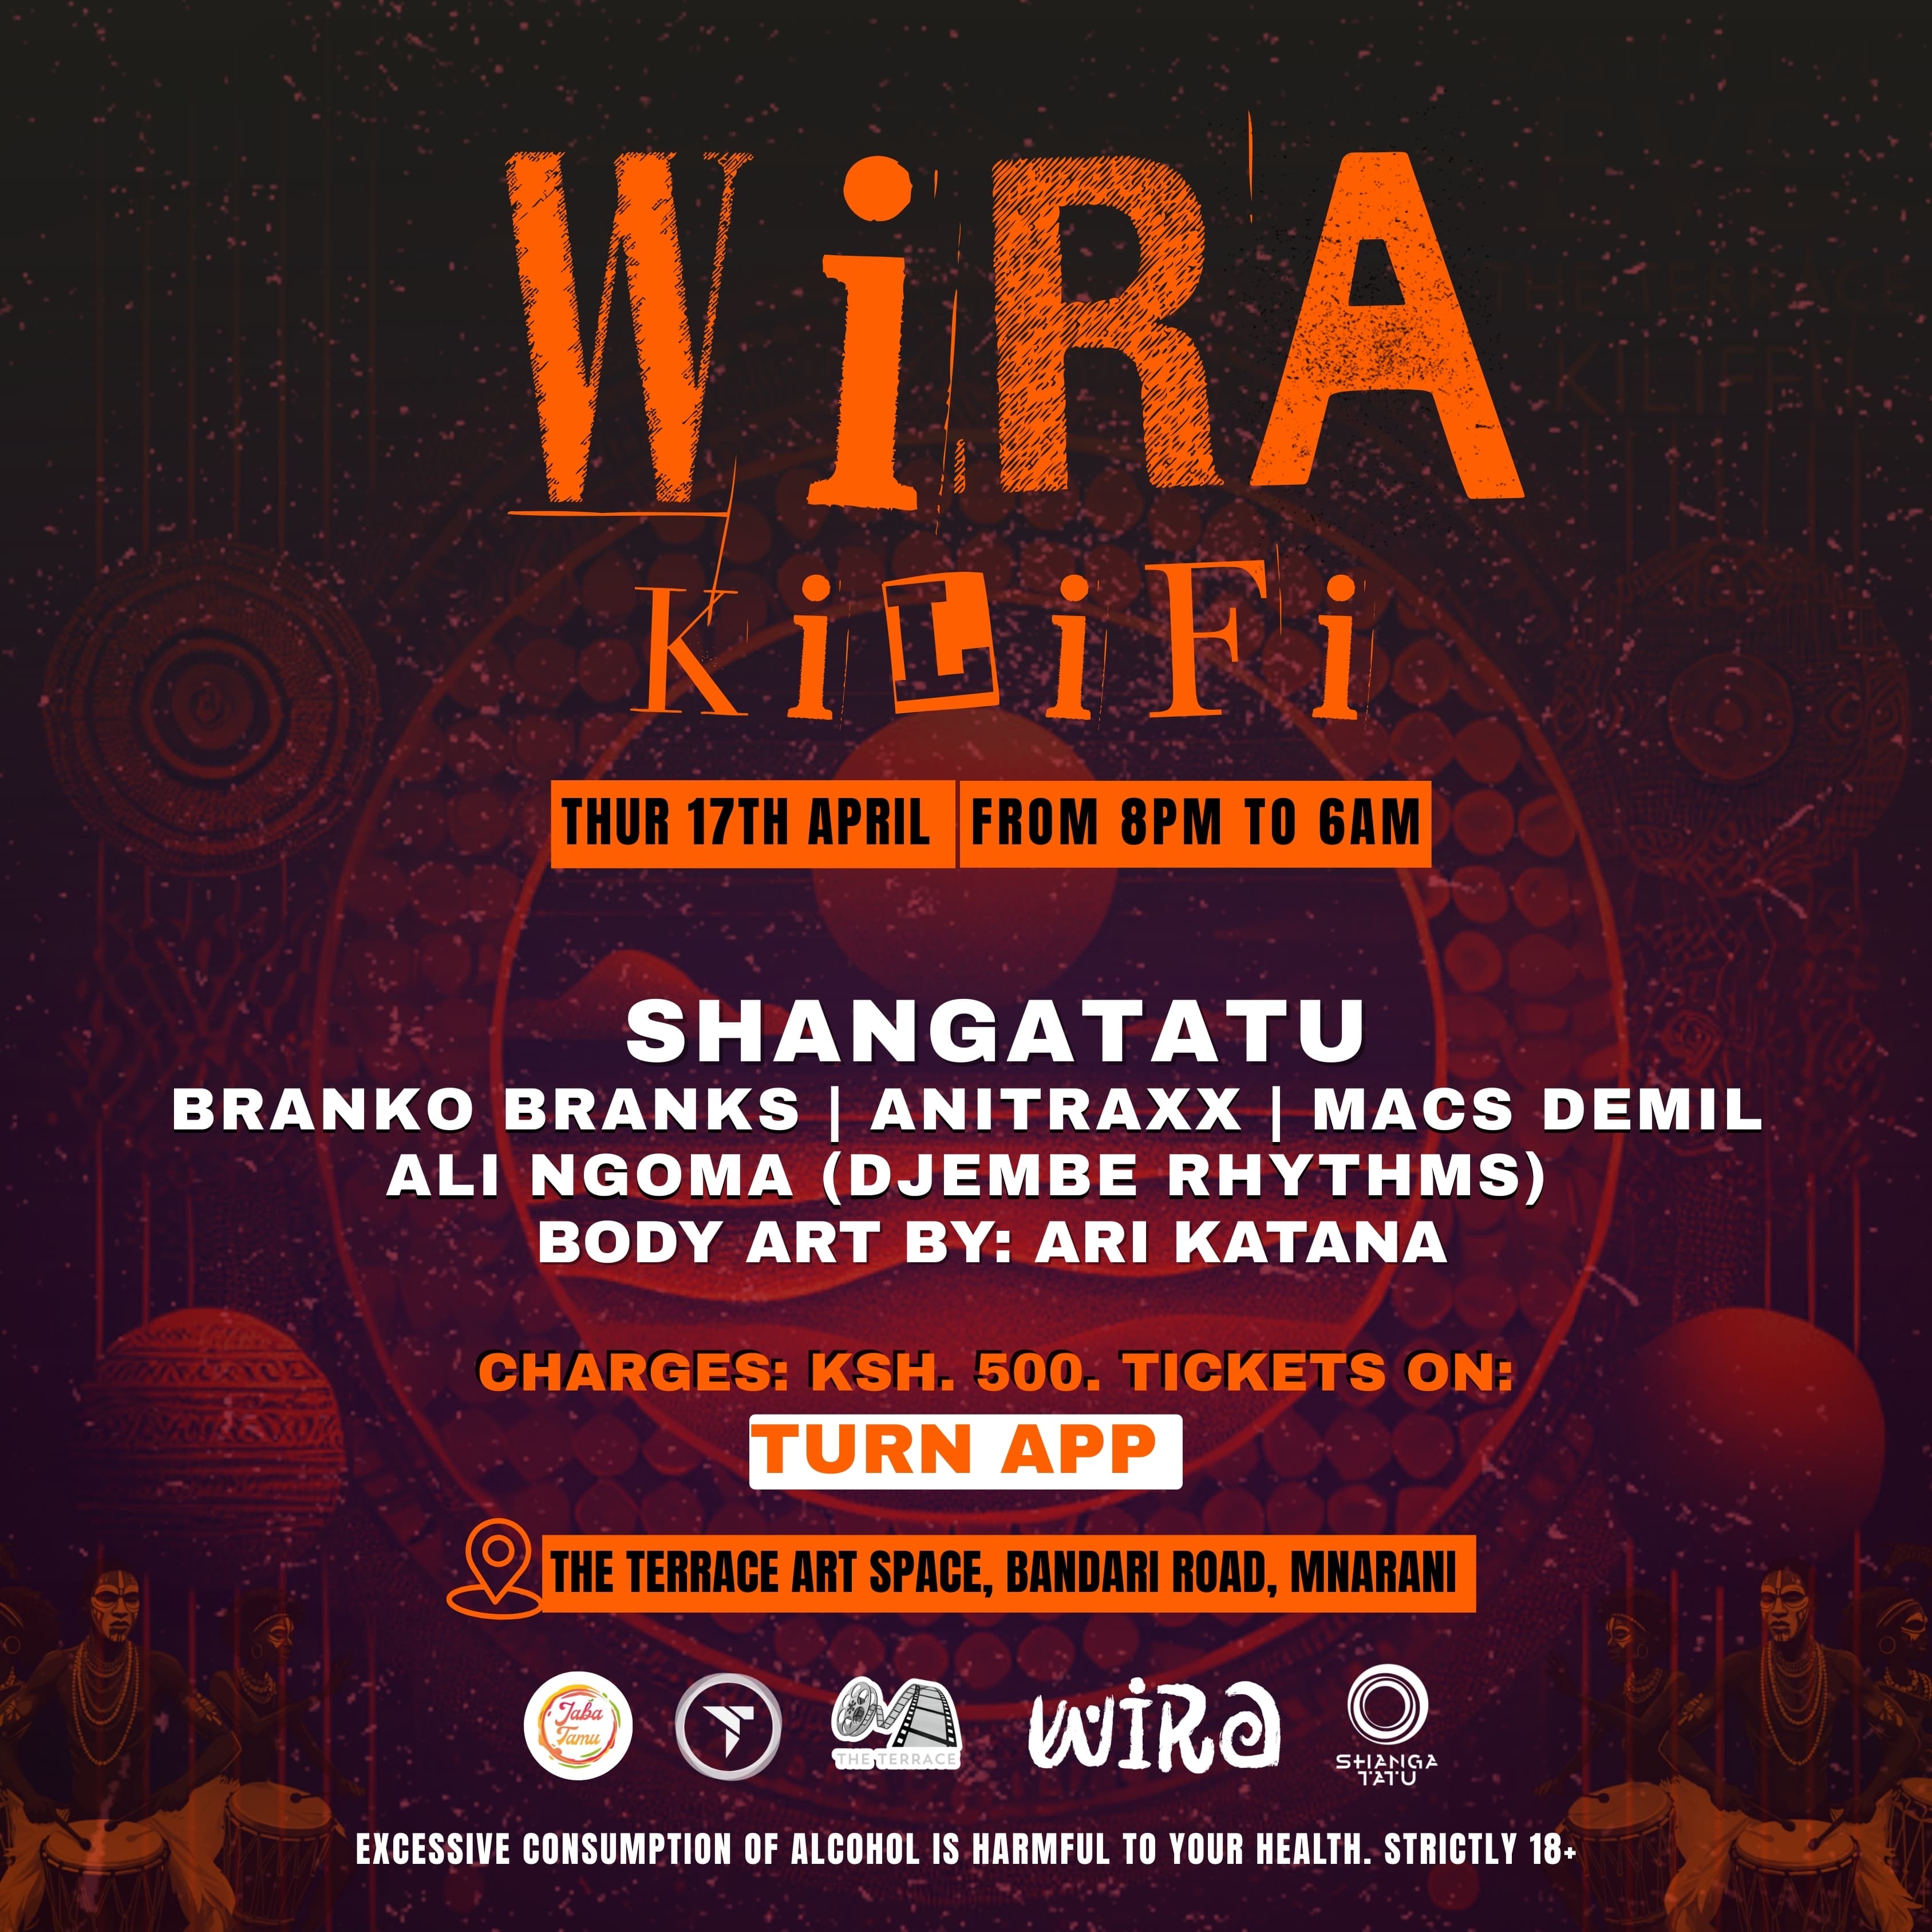 WiRA
KiLiFi
THUR 17TH APRIL FROM 8PM TO 6AM
SHANGATATU
BRANKO BRANKS | ANITRAXX | MACS DEMIL
ALI NGOMA (DJEMBE RHYTHMS)
BODY ART BY: ARI KATANA
CHARGES: KSH. 500. TICKETS ON:
TURN APP
THE TERRACE ART SPACE, BANDARI ROAD, MNARANI
Jaba
Tamu
THE TERRACE
WiRa
SHANGA
TATU
EXCESSIVE CONSUMPTION OF ALCOHOL IS HARMFUL TO YOUR HEALTH. STRICTLY 18+